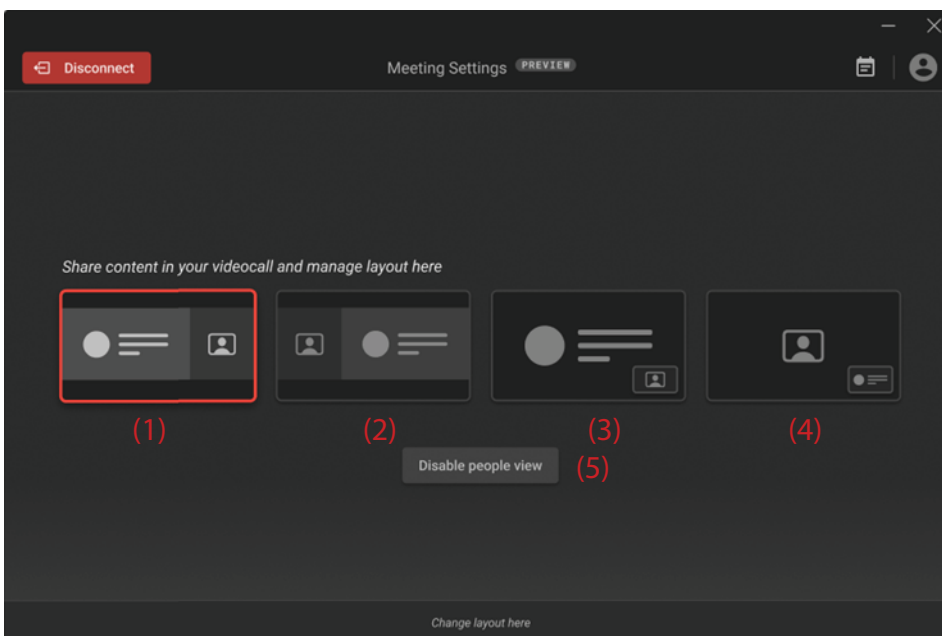 Disconnect
Meeting Settings PREVIEW
Share content in your videocall and manage layout here
(1)
(2)
(3)
(4)
Disable people view
(5)
Change layout here